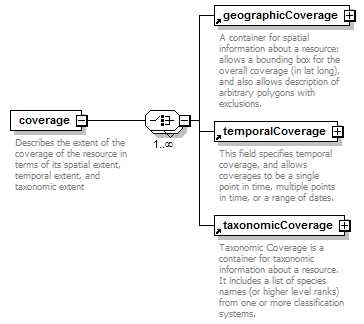 geographicCoverage
A container for spatial
information about a resource;
allows a bounding box for the
overall coverage (in lat long),
and also allows description of
arbitrary polygons with
exclusions.
coverage
1..∞
Describes the extent of the
coverage of the resource in
terms of its spatial extent,
temporal extent, and
taxonomic extent
temporalCoverage
This field specifies temporal
coverage, and allows
coverages to be a single
point in time, multiple points
in time, or a range of dates.
taxonomicCoverage
Taxonomic Coverage is a
container for taxonomic
information about a resource.
It includes a list of species
names (or higher level ranks)
from one or more classification
systems.